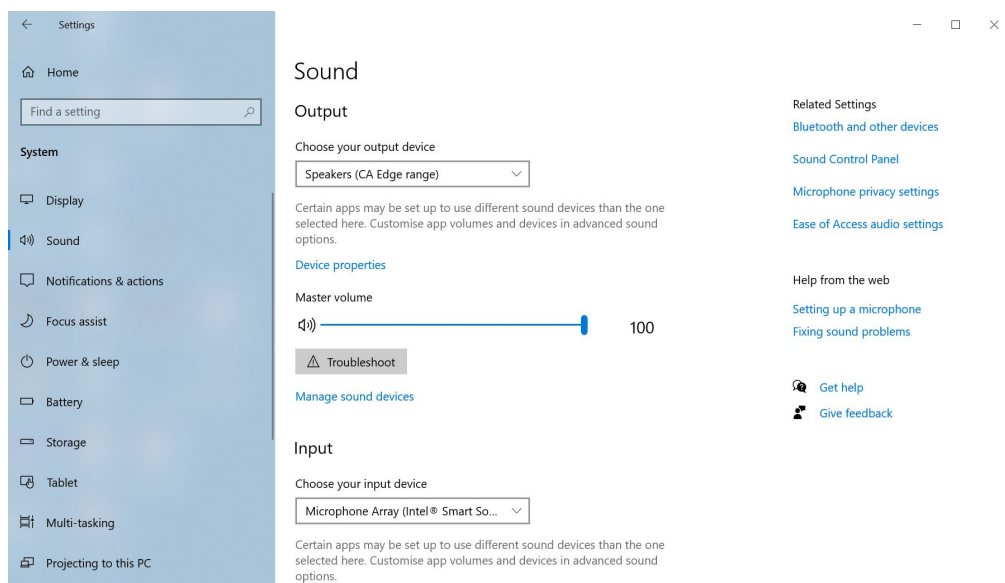 Settings
Home
Find a setting
System
Display
Sound
Notifications & actions
Focus assist
Power & sleep
Battery
Storage
Tablet
Multi-tasking
Projecting to this PC
Sound
Output
Choose your output device
Speakers (CA Edge range)
Certain apps may be set up to use different sound devices than the one
selected here. Customise app volumes and devices in advanced sound
options.
Device properties
Master volume
100
Troubleshoot
Manage sound devices
Input
Choose your input device
Microphone Array (Intel® Smart So...
Certain apps may be set up to use different sound devices than the one
selected here. Customise app volumes and devices in advanced sound
options.
Related Settings
Bluetooth and other devices
Sound Control Panel
Microphone privacy settings
Ease of Access audio settings
Help from the web
Setting up a microphone
Fixing sound problems
Get help
Give feedback